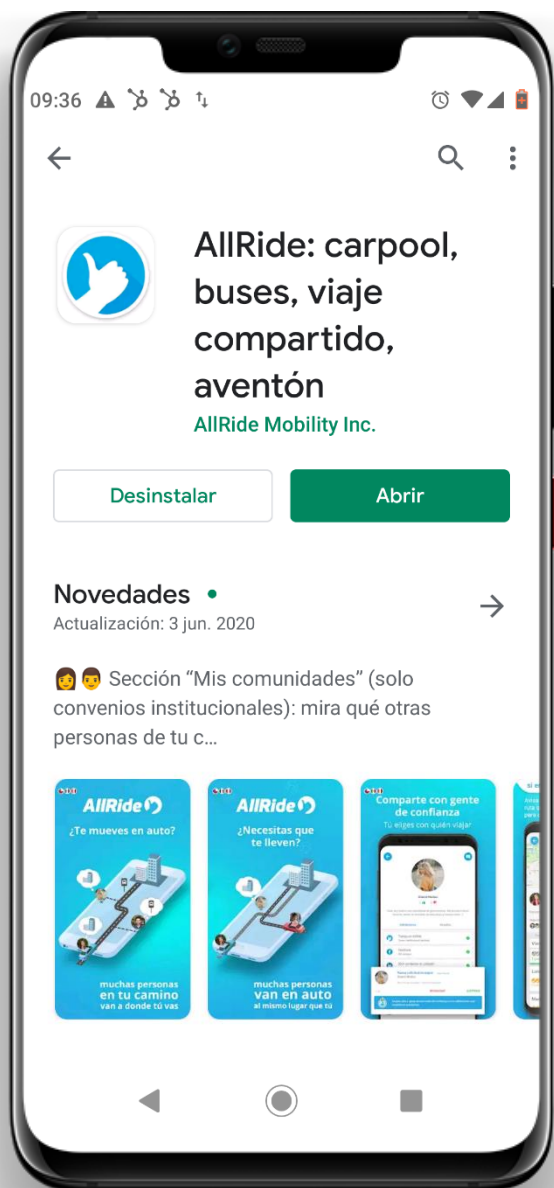 09:36
AllRide: carpool,
buses, viaje
compartido,
aventón
AllRide Mobility Inc.
Desinstalar
Abrir
Novedades
Actualización: 3 jun. 2020
👩👨 Sección “Mis comunidades” (solo
convenios institucionales): mira qué otras
personas de tu c...
AllRide
¿Te mueves en auto?
muchas personas
en tu camino
van a donde tú vas
AllRide
¿Necesitas que
te lleven?
muchas personas
van en auto
al mismo lugar que tú
Comparte con gente
de confianza
Tú eliges con quién viajar